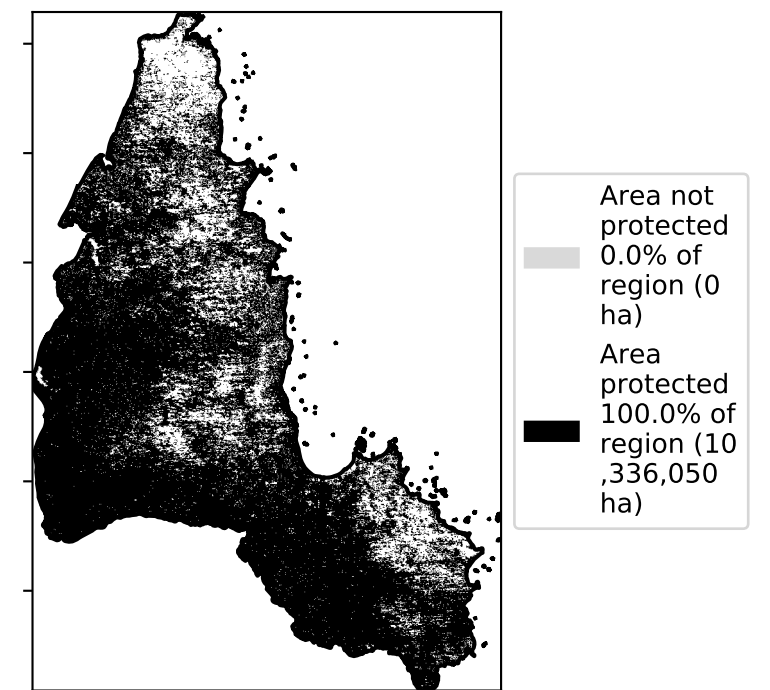 Area not
protected
0.0% of
region (0
ha)
Area
protected
100.0% of
region (10
,336,050
ha)